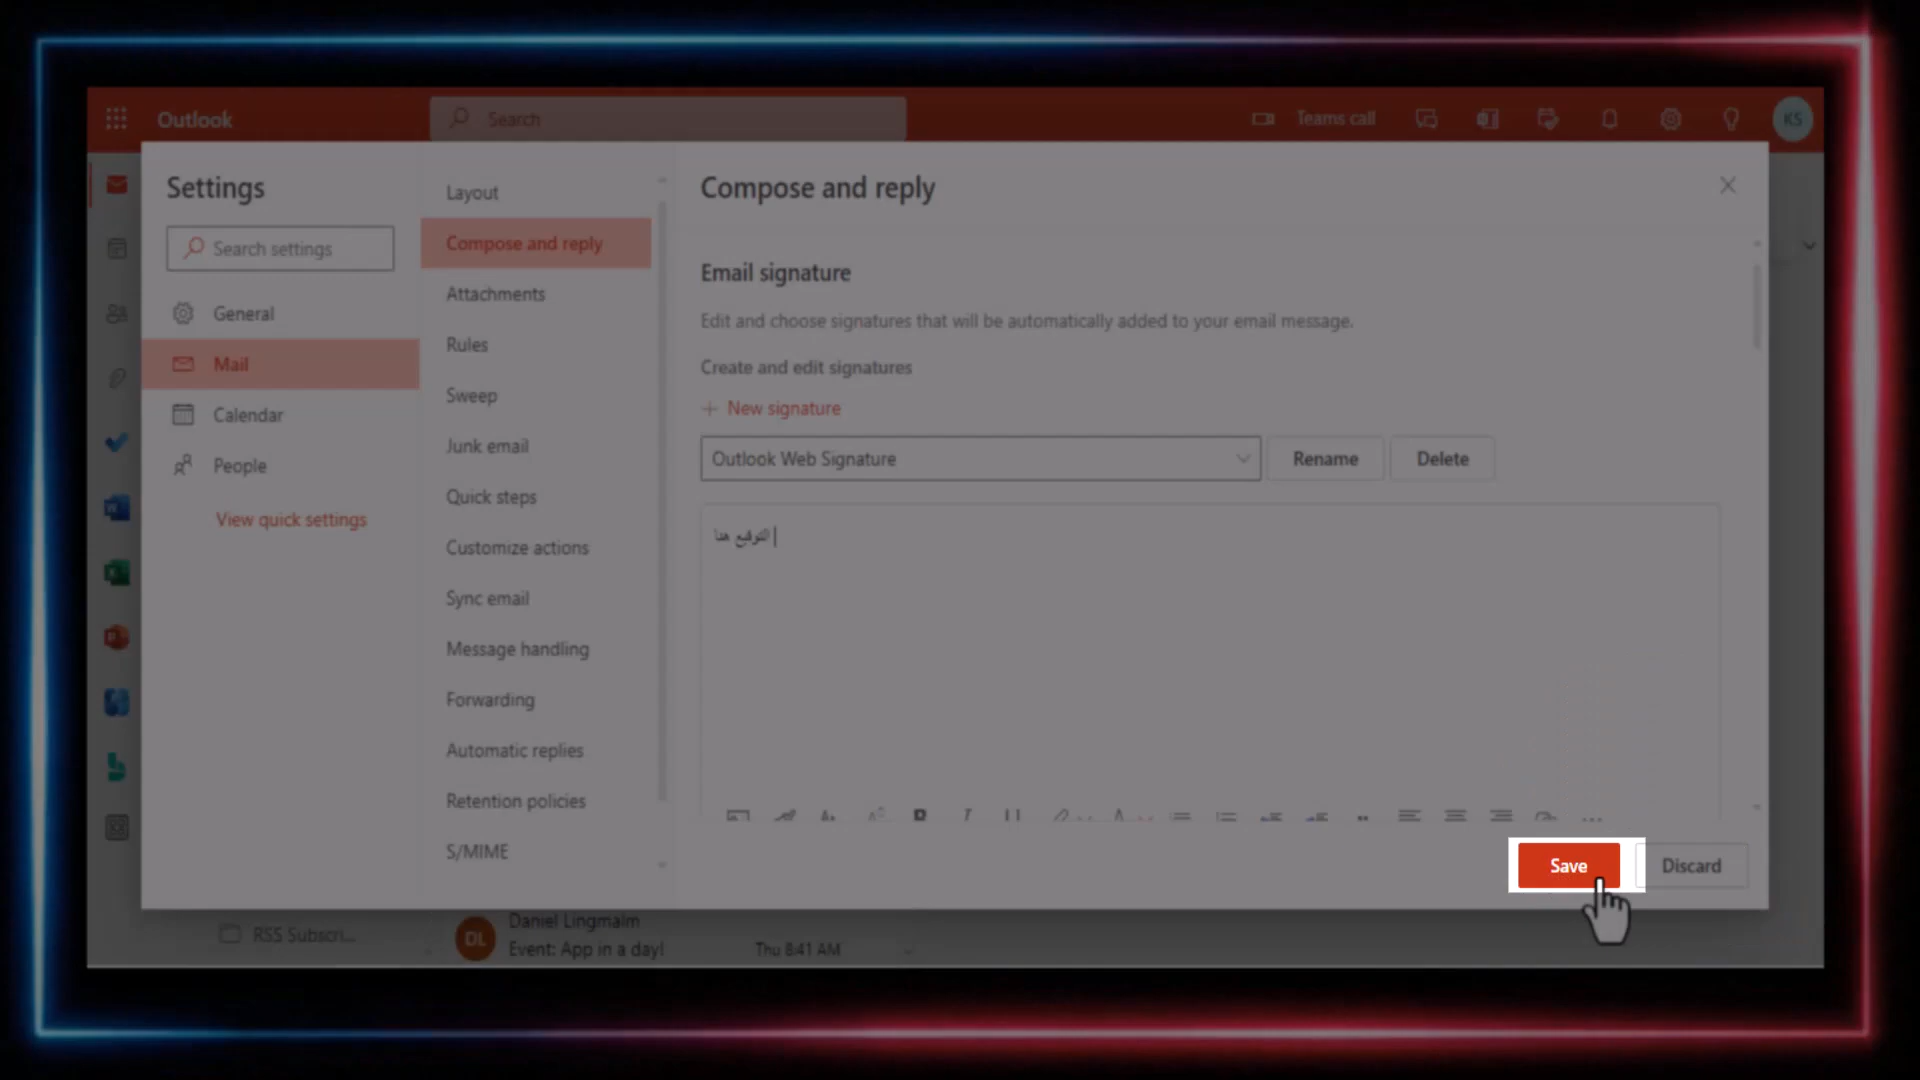 Outlook
Search
Teams call
KS
Settings
Search settings
General
Mail
Calendar
People
View quick settings
Layout
Compose and reply
Attachments
Rules
Sweep
Junk email
Quick steps
Customize actions
Sync email
Message handling
Forwarding
Automatic replies
Retention policies
S/MIME
Compose and reply
Email signature
Edit and choose signatures that will be automatically added to your email message.
Create and edit signatures
+ New signature
Outlook Web Signature
Rename
Delete
التوقيع هنا
Save
Discard
RSS Subscri...
DL
Daniel Lingmalm
Event: App in a day!
Thu 8:41 AM